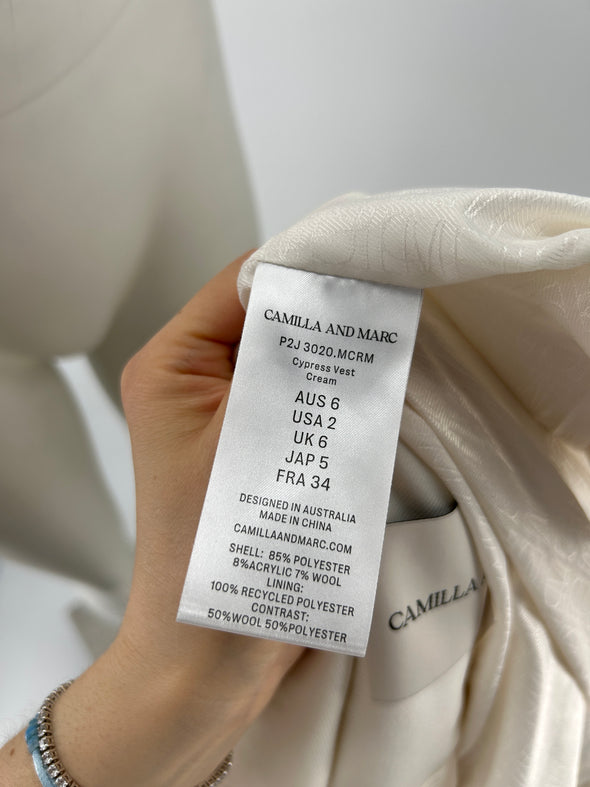 CAMILLA AND MARC
P2J 3020.MCRM
Cypress Vest
Cream
AUS 6
USA 2
UK 6
JAP 5
FRA 34
DESIGNED IN AUSTRALIA
MADE IN CHINA
CAMILLAANDMARC.COM
SHELL: 85% POLYESTER
8%ACRYLIC 7% WOOL
LINING:
100% RECYCLED POLYESTER
CONTRAST:
50%WOOL 50%POLYESTER
CAMILLA